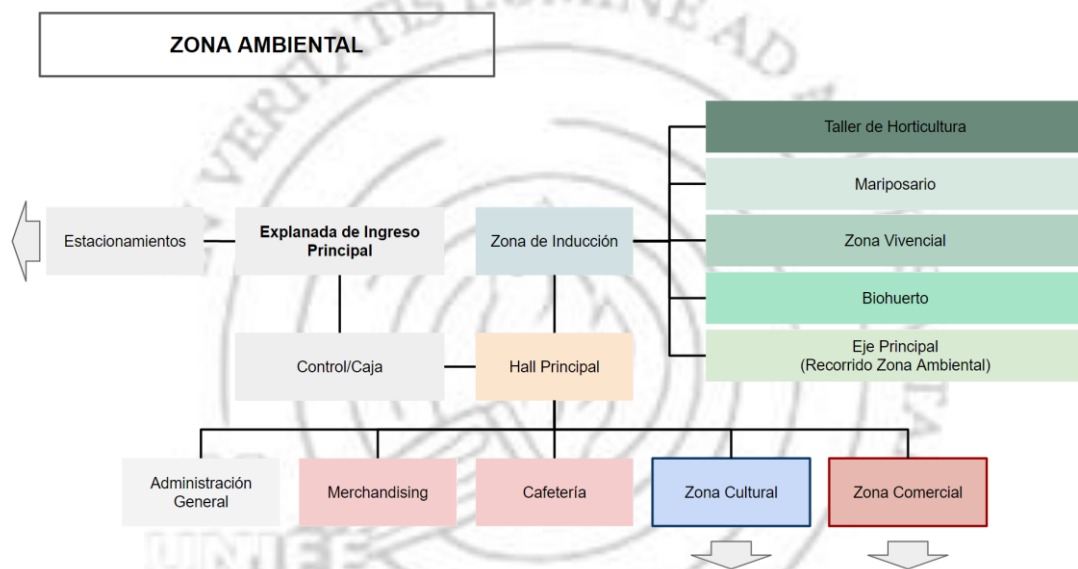 ZONA AMBIENTAL
Taller de Horticultura
Mariposario
Estacionamientos
Explanada de Ingreso
Principal
Zona de Inducción
Zona Vivencial
Biohuerto
Control/Caja
Hall Principal
Eje Principal
(Recorrido Zona Ambiental)
Administración
General
Merchandising
Cafetería
Zona Cultural
Zona Comercial